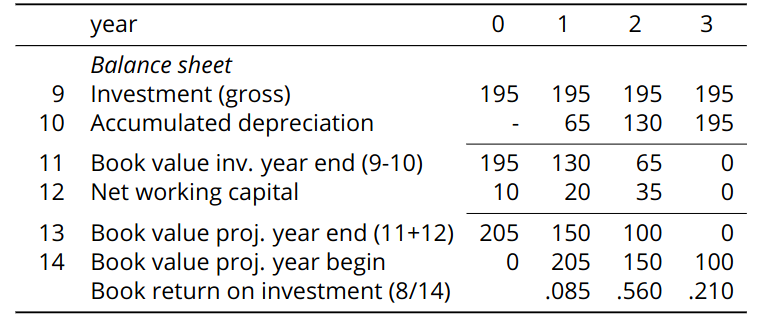 year 0 1 2 3
Balance sheet
9 Investment (gross) 195 195 195 195
10 Accumulated depreciation - 65 130 195
11 Book value inv. year end (9-10) 195 130 65 0
12 Net working capital 10 20 35 0
13 Book value proj. year end (11+12) 205 150 100 0
14 Book value proj. year begin 0 205 150 100
Book return on investment (8/14) .085 .560 .210